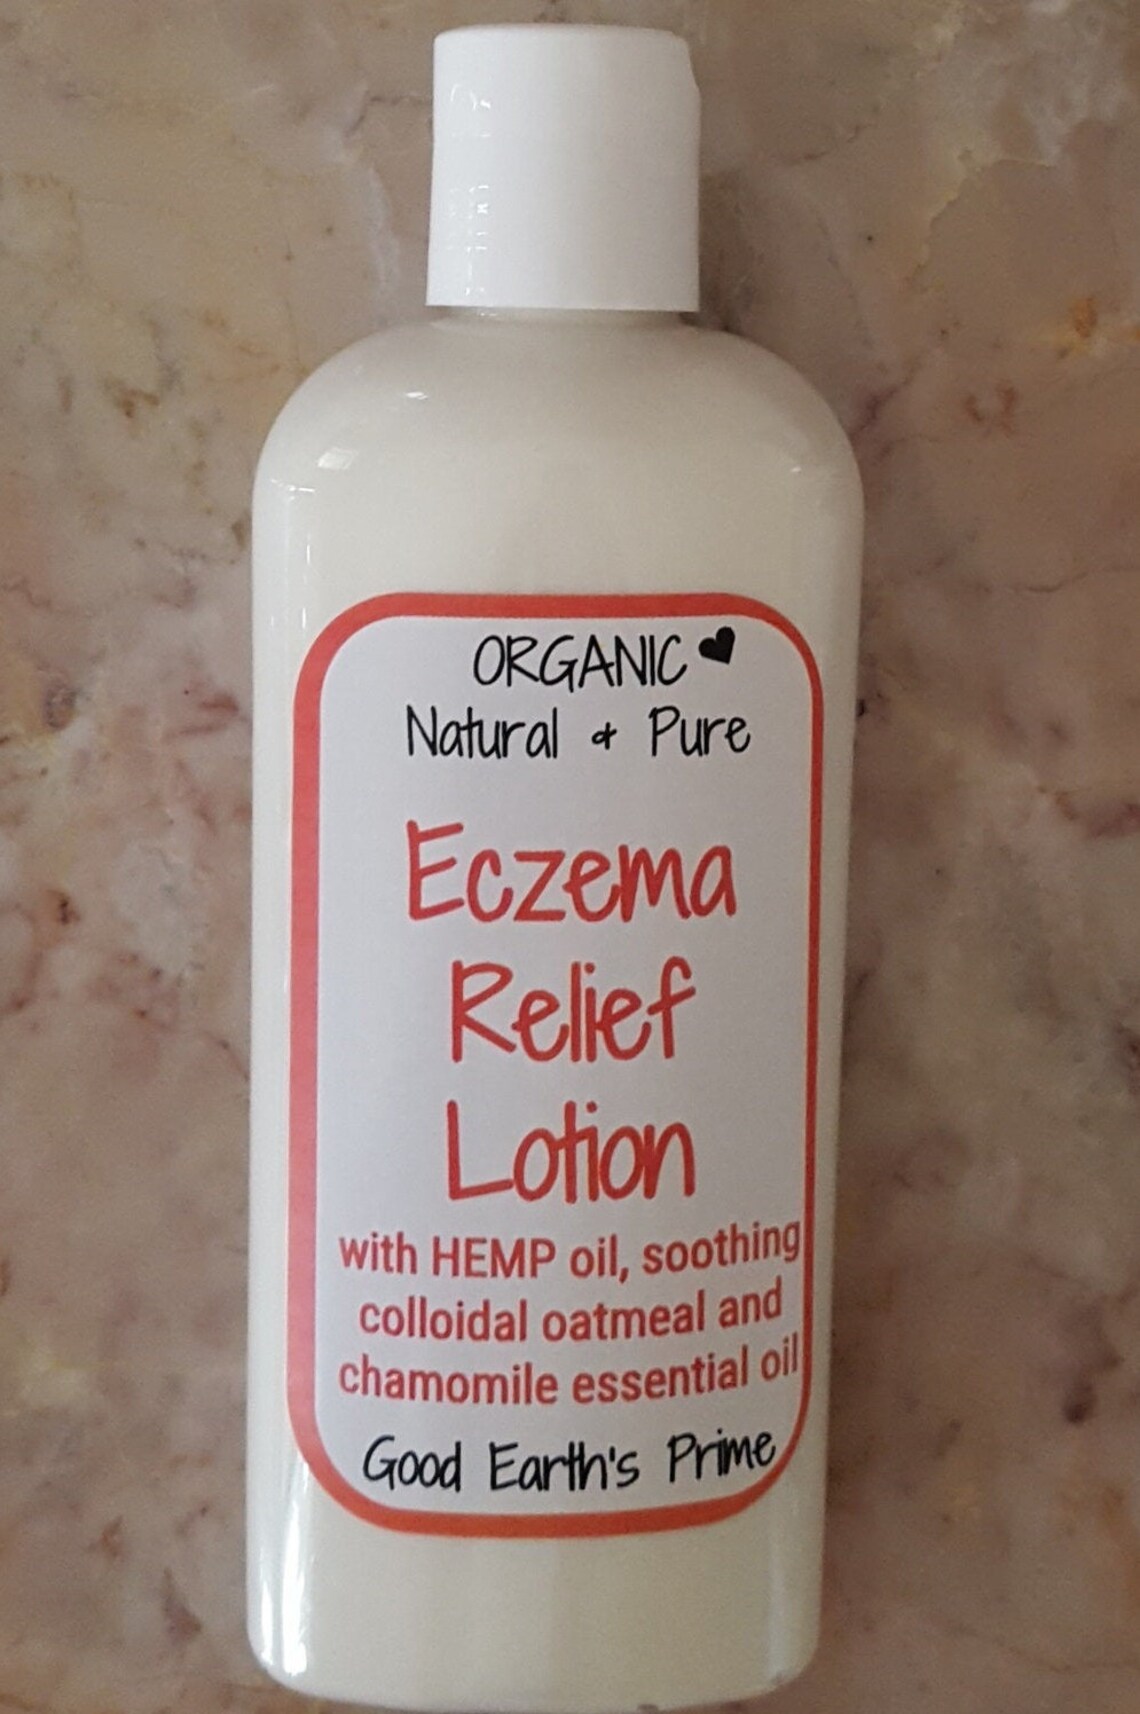 ORGANIC
Natural & Pure
Eczema
Relief
Lotion
with HEMP oil, soothing
colloidal oatmeal and
chamomile essential oil
Good Earth's Prime